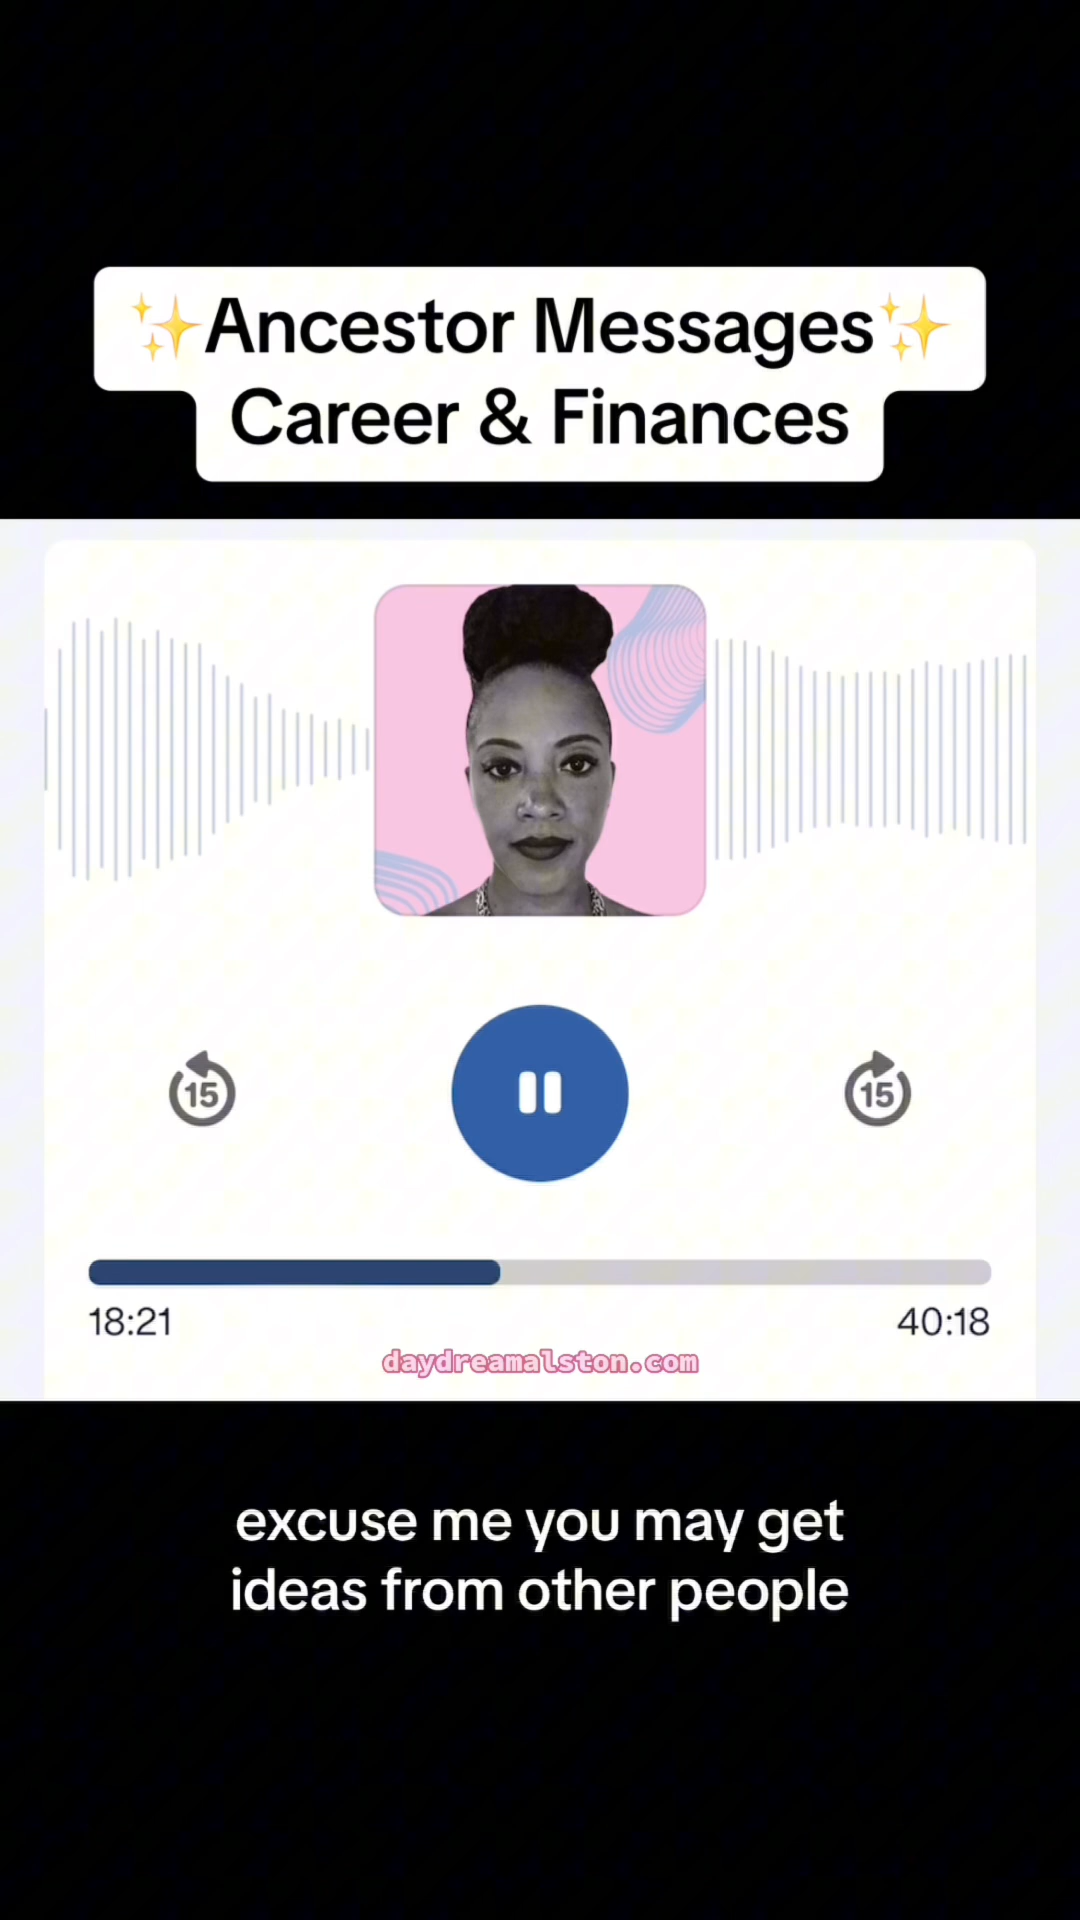 ✨Ancestor Messages✨
Career & Finances
15
15
18:21
40:18
daydreamalston.com
excuse me you may get
ideas from other people